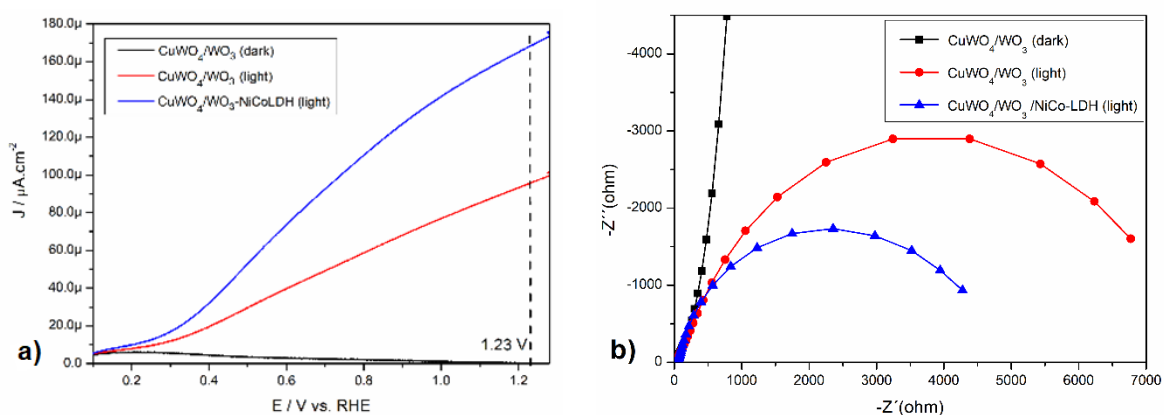 180.0µ
160.0µ
140.0µ
120.0µ
100.0µ
80.0µ
60.0µ
40.0µ
20.0µ
0.0
J / µA.cm⁻²
CuWO₄/WO₃ (dark)
CuWO₄/WO₃ (light)
CuWO₄/WO₃-NiCoLDH (light)
1.23 V
a)
0.2 0.4 0.6 0.8 1.0 1.2
E / V vs. RHE
-4000
-3000
-2000
-1000
0
-Z´´(ohm)
CuWO₄/WO₃ (dark)
CuWO₄/WO₃ (light)
CuWO₄/WO₃/NiCo-LDH (light)
b)
0 1000 2000 3000 4000 5000 6000 7000
-Z´(ohm)